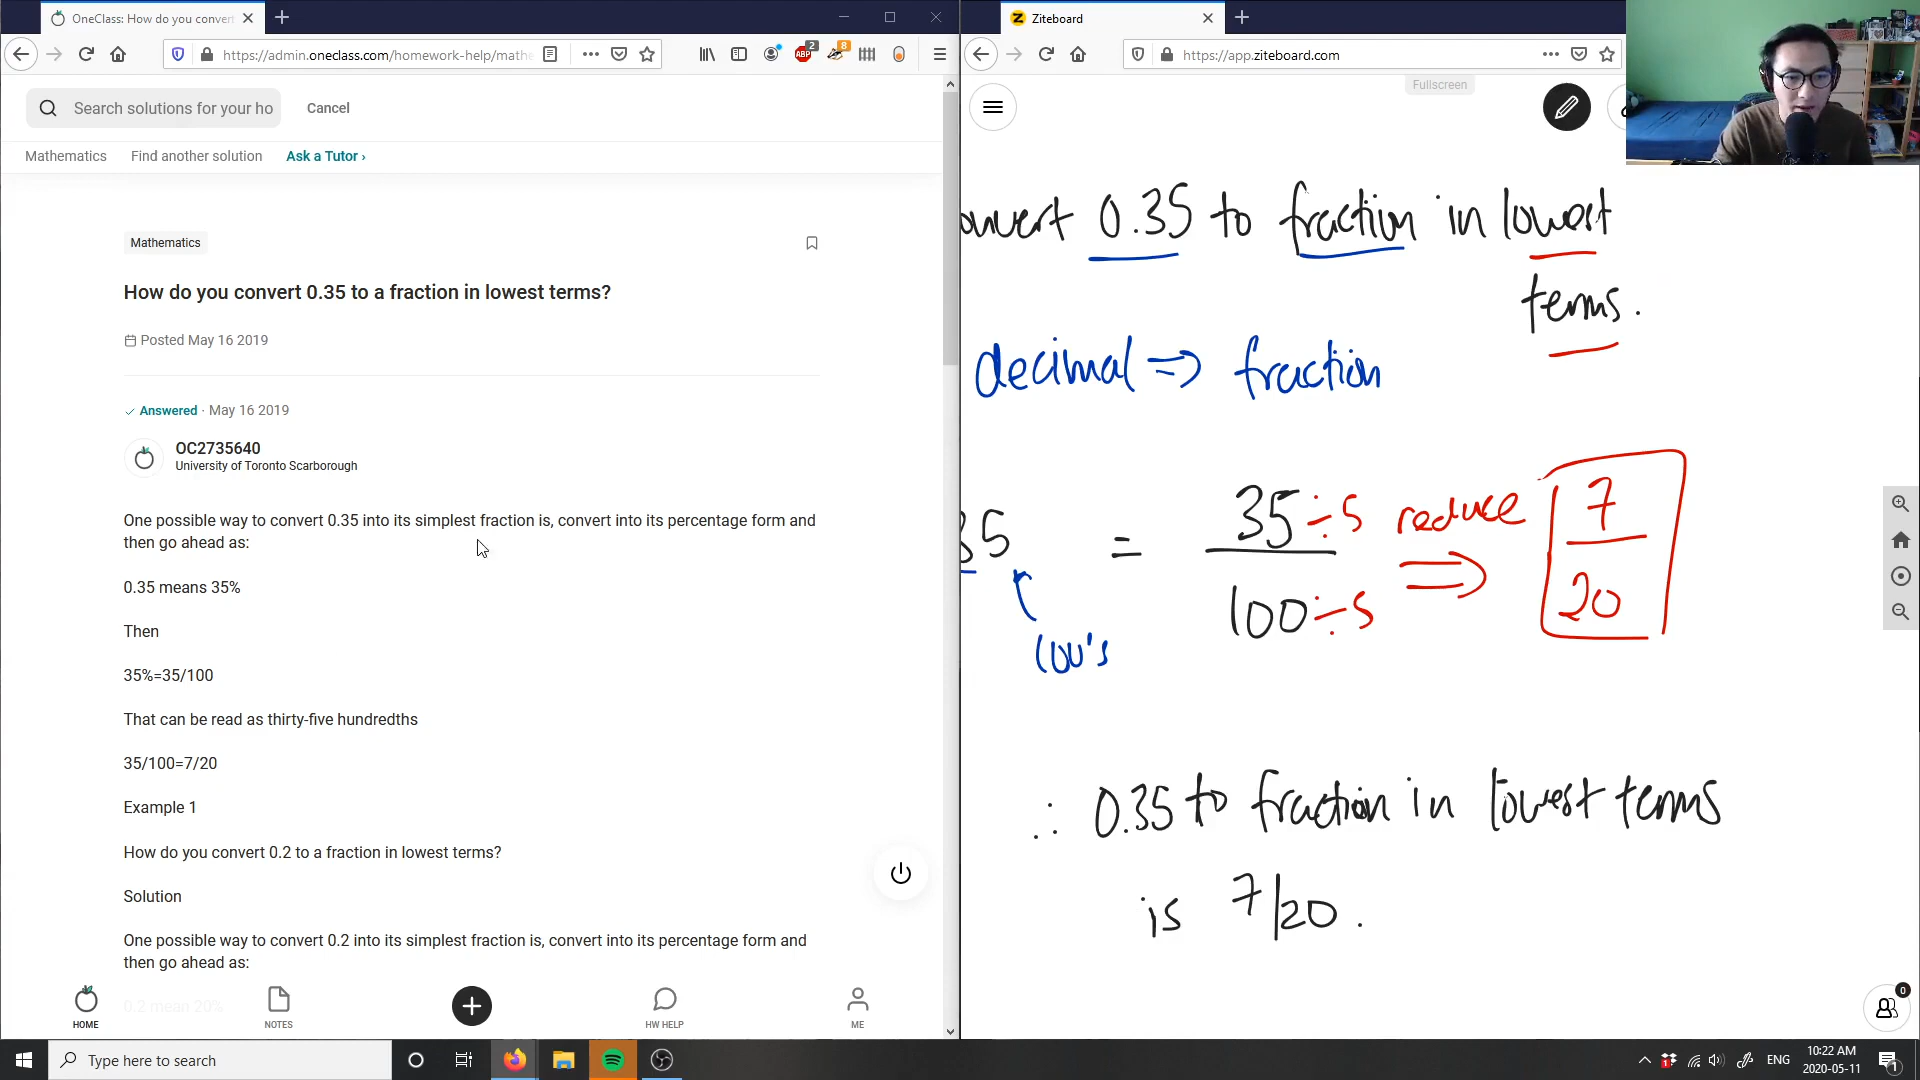 OneClass: How do you convert
https://admin.oneclass.com/homework-help/mathe
2
8
Search solutions for your ho
Cancel
Mathematics
Find another solution
Ask a Tutor ›
Mathematics
How do you convert 0.35 to a fraction in lowest terms?
Posted May 16 2019
Answered · May 16 2019
OC2735640
University of Toronto Scarborough
One possible way to convert 0.35 into its simplest fraction is, convert into its percentage form and
then go ahead as:
0.35 means 35%
Then
35%=35/100
That can be read as thirty-five hundredths
35/100=7/20
Example 1
How do you convert 0.2 to a fraction in lowest terms?
Solution
One possible way to convert 0.2 into its simplest fraction is, convert into its percentage form and
then go ahead as:
0.2 mean 20%
HOME
NOTES
HW HELP
ME
Ziteboard
https://app.ziteboard.com
Fullscreen
onvert 0.35 to fraction in lowest
terms.
decimal => fraction
35 = 35÷5 reduce 7
100÷5 => 20
100's
∴ 0.35 to fraction in lowest terms
is 7/20.
0
Type here to search
ENG
10:22 AM
2020-05-11
1